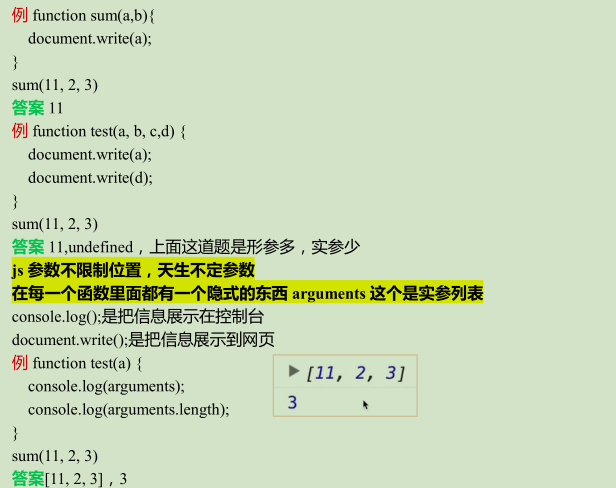 例 function sum(a,b){
document.write(a);
}
sum(11, 2, 3)
答案 11
例 function test(a, b, c,d) {
document.write(a);
document.write(d);
}
sum(11, 2, 3)
答案 11,undefined，上面这道题是形参多，实参少
js 参数不限制位置，天生不定参数
在每一个函数里面都有一个隐式的东西 arguments 这个是实参列表
console.log();是把信息展示在控制台
document.write();是把信息展示到网页
例 function test(a) {
console.log(arguments);
console.log(arguments.length);
}
sum(11, 2, 3)
答案[11, 2, 3]，3
[11, 2, 3]
3